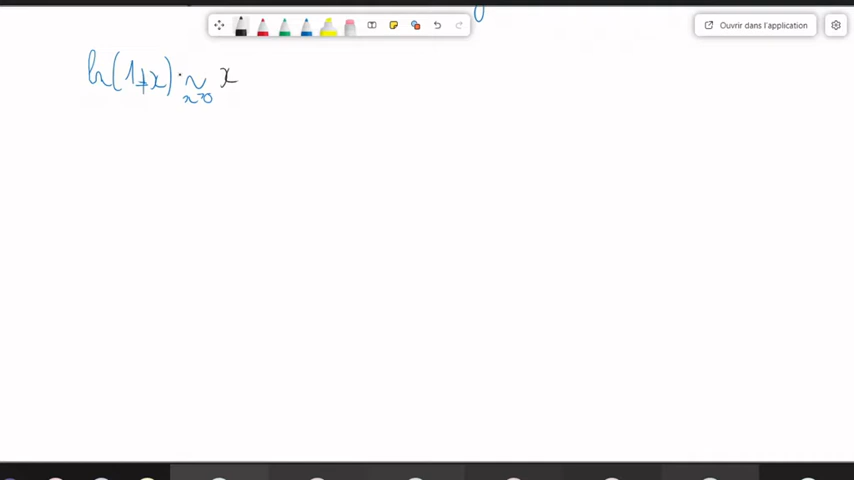 Ouvrir dans l'application
ln(1+x) ~ x
x→0